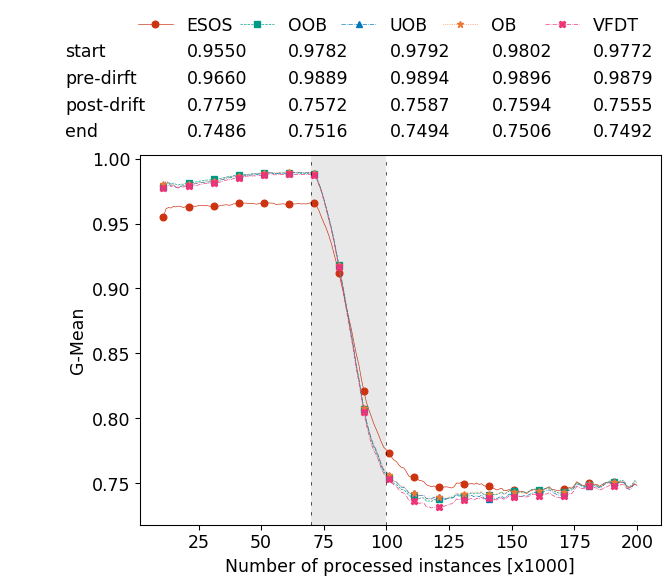 ESOS OOB UOB OB VFDT
start 0.9550 0.9782 0.9792 0.9802 0.9772
pre-dirft 0.9660 0.9889 0.9894 0.9896 0.9879
post-drift 0.7759 0.7572 0.7587 0.7594 0.7555
end 0.7486 0.7516 0.7494 0.7506 0.7492
1.00
0.95
0.90
0.85
0.80
0.75
G-Mean
25 50 75 100 125 150 175 200
Number of processed instances [x1000]